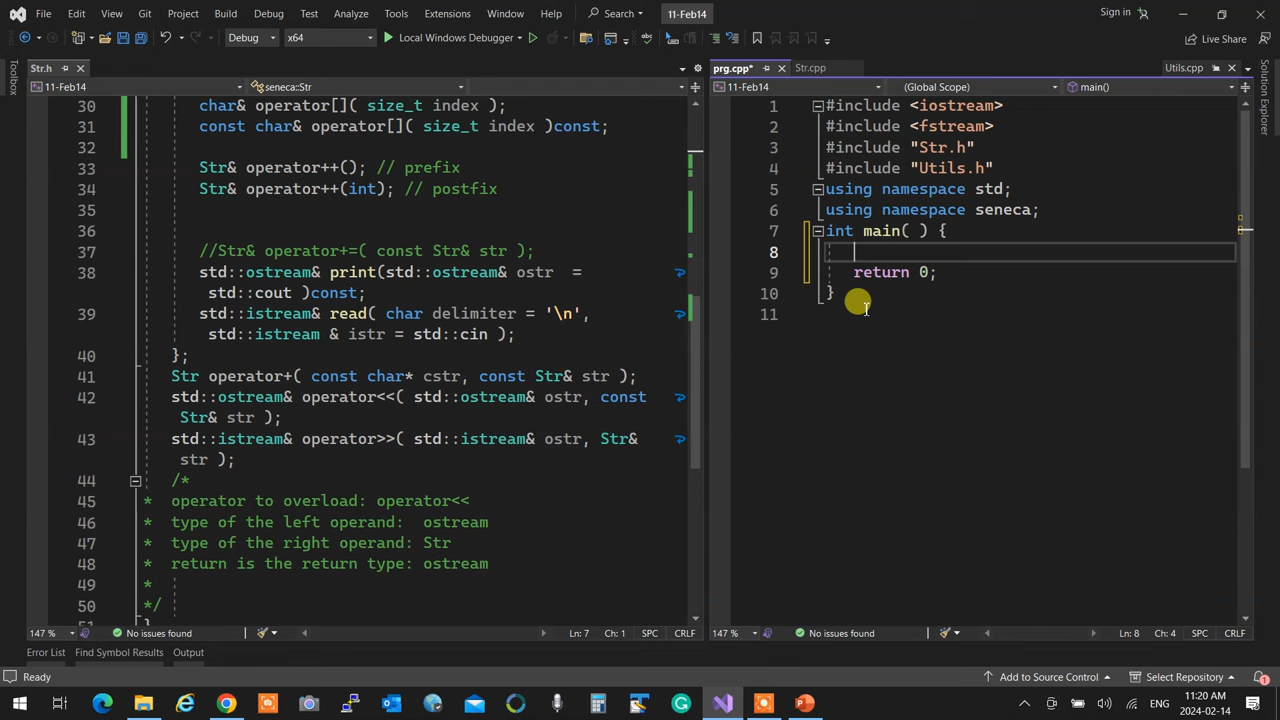 File Edit View Git Project Build Debug Test Analyze Tools Extensions Window Help Search 11-Feb14 Sign in
Debug x64 Local Windows Debugger Live Share
Toolbox
Str.h
11-Feb14 seneca::Str
30 char& operator[]( size_t index );
31 const char& operator[]( size_t index )const;
32
33 Str& operator++(); // prefix
34 Str& operator++(int); // postfix
35
36
37 //Str& operator+=( const Str& str );
38 std::ostream& print(std::ostream& ostr =
std::cout )const;
39 std::istream& read( char delimiter = '\n',
std::istream & istr = std::cin );
40 };
41 Str operator+( const char* cstr, const Str& str );
42 std::ostream& operator<<( std::ostream& ostr, const
Str& str );
43 std::istream& operator>>( std::istream& ostr, Str&
str );
44 /*
45 * operator to overload: operator<<
46 * type of the left operand: ostream
47 * type of the right operand: Str
48 * return is the return type: ostream
49 *
50 */
147 % No issues found Ln: 7 Ch: 1 SPC CRLF
prg.cpp* Str.cpp Utils.cpp
11-Feb14 (Global Scope) main()
1 #include <iostream>
2 #include <fstream>
3 #include "Str.h"
4 #include "Utils.h"
5 using namespace std;
6 using namespace seneca;
7 int main( ) {
8
9 return 0;
10 }
11
147 % No issues found Ln: 8 Ch: 4 SPC CRLF
Solution Explorer
Error List Find Symbol Results Output
Ready Add to Source Control Select Repository 1
ENG 11:20 AM
2024-02-14